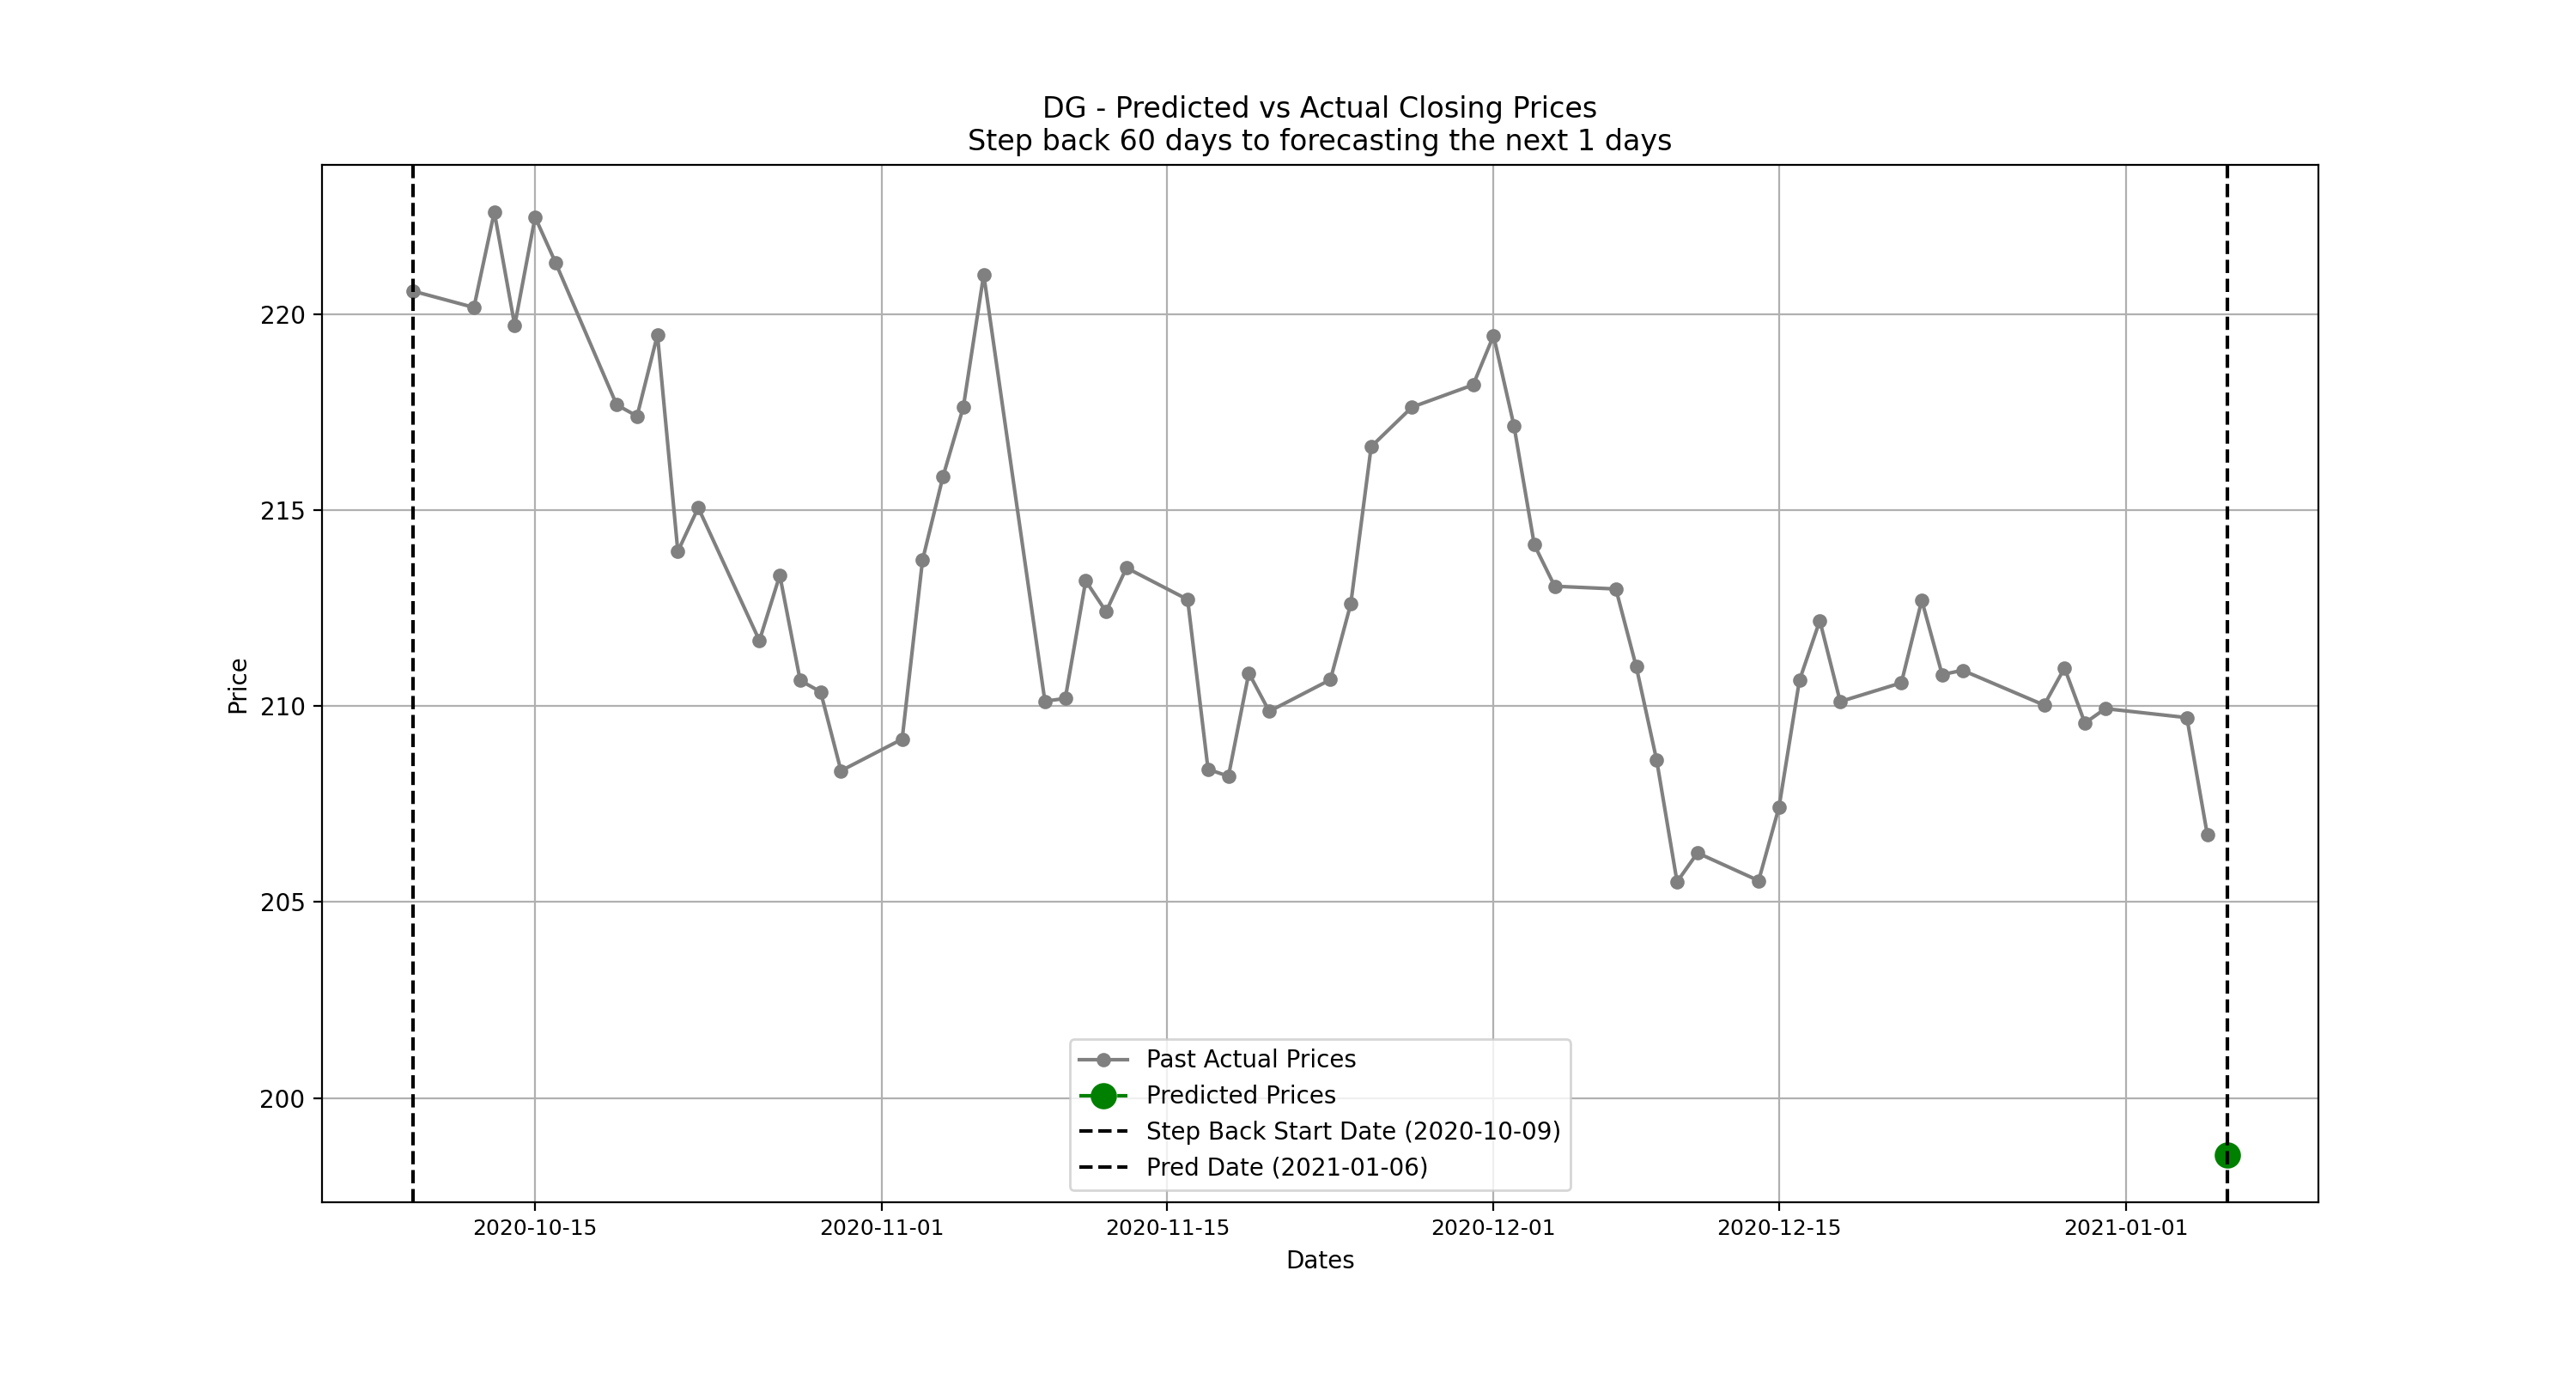 DG - Predicted vs Actual Closing Prices
Step back 60 days to forecasting the next 1 days
Price
220
215
210
205
200
Past Actual Prices
Predicted Prices
Step Back Start Date (2020-10-09)
Pred Date (2021-01-06)
2020-10-15
2020-11-01
2020-11-15
2020-12-01
2020-12-15
2021-01-01
Dates